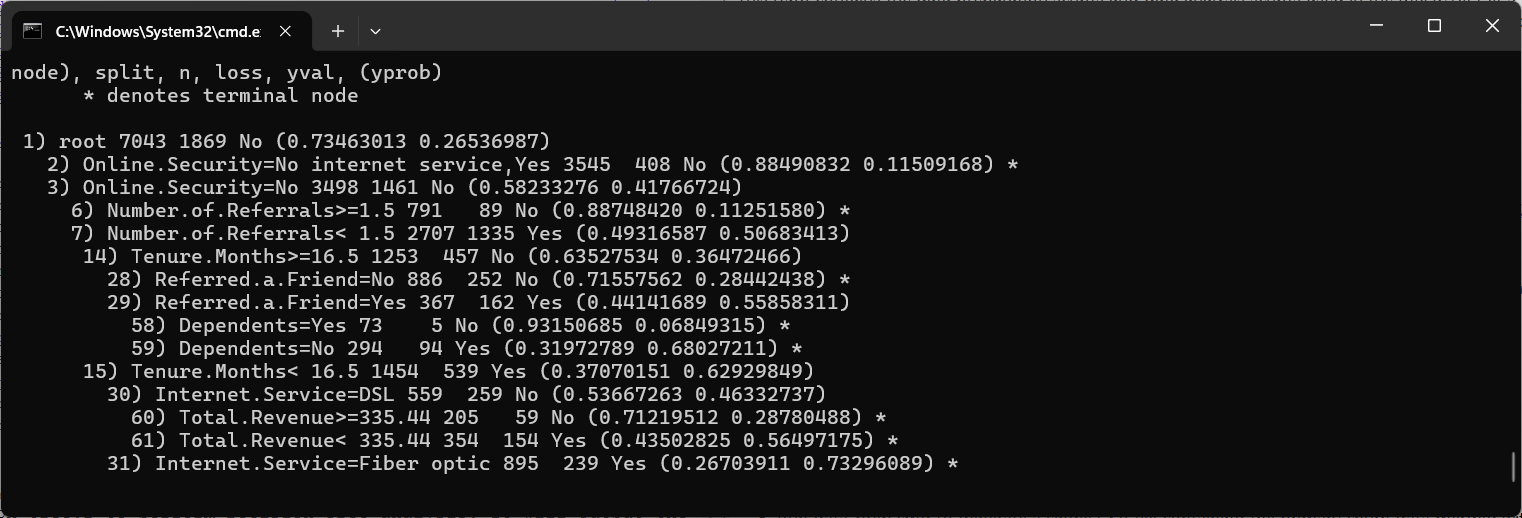 C:\Windows\System32\cmd.e
node), split, n, loss, yval, (yprob)
      * denotes terminal node
 1) root 7043 1869 No (0.73463013 0.26536987)
   2) Online.Security=No internet service,Yes 3545  408 No (0.88490832 0.11509168) *
   3) Online.Security=No 3498 1461 No (0.58233276 0.41766724)
     6) Number.of.Referrals>=1.5 791   89 No (0.88748420 0.11251580) *
     7) Number.of.Referrals< 1.5 2707 1335 Yes (0.49316587 0.50683413)
      14) Tenure.Months>=16.5 1253  457 No (0.63527534 0.36472466)
        28) Referred.a.Friend=No 886  252 No (0.71557562 0.28442438) *
        29) Referred.a.Friend=Yes 367  162 Yes (0.44141689 0.55858311)
          58) Dependents=Yes 73    5 No (0.93150685 0.06849315) *
          59) Dependents=No 294   94 Yes (0.31972789 0.68027211) *
      15) Tenure.Months< 16.5 1454  539 Yes (0.37070151 0.62929849)
        30) Internet.Service=DSL 559  259 No (0.53667263 0.46332737)
          60) Total.Revenue>=335.44 205   59 No (0.71219512 0.28780488) *
          61) Total.Revenue< 335.44 354  154 Yes (0.43502825 0.56497175) *
        31) Internet.Service=Fiber optic 895  239 Yes (0.26703911 0.73296089) *